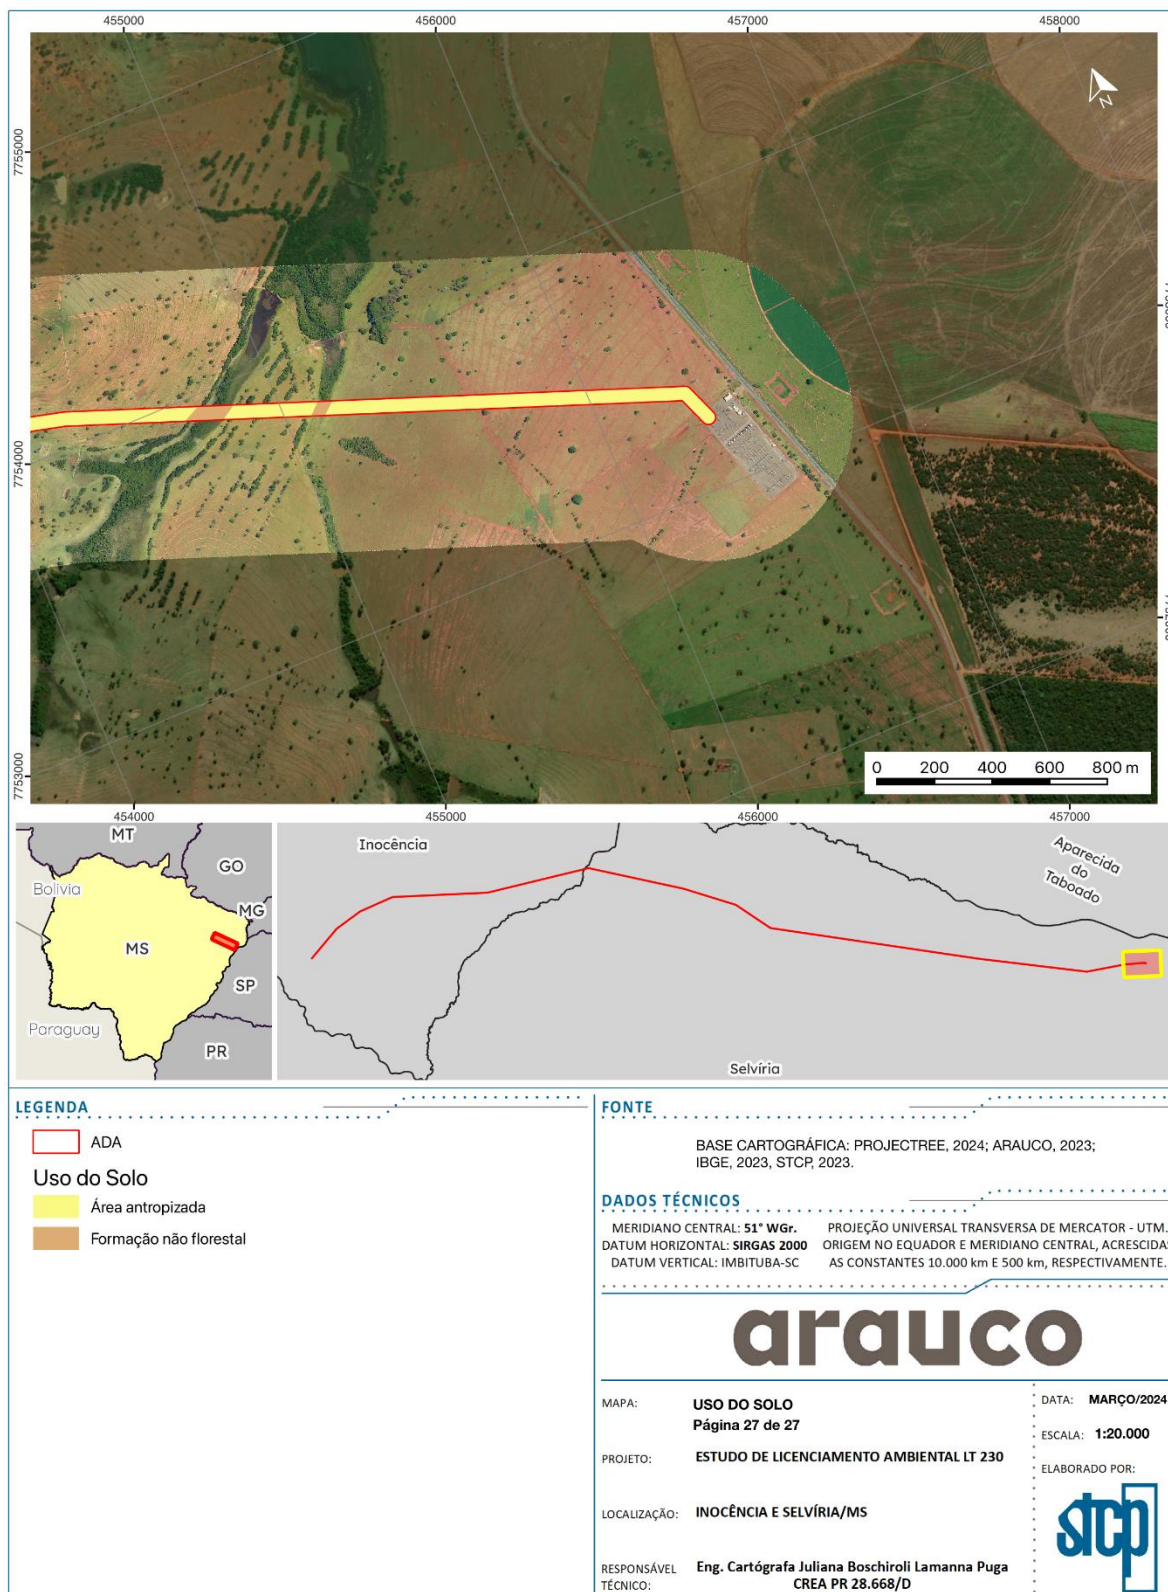 455000
456000
457000
458000
7755000
7754000
7753000
N
0 200 400 600 800 m
454000
455000
456000
457000
MT
GO
Bolivia
MG
MS
SP
Paraguay
PR
Inocência
Aparecida
do
Taboado
Selvíria
LEGENDA
ADA
Uso do Solo
Área antropizada
Formação não florestal
FONTE
BASE CARTOGRÁFICA: PROJECTREE, 2024; ARAUCO, 2023;
IBGE, 2023, STCP, 2023.
DADOS TÉCNICOS
MERIDIANO CENTRAL: 51° WGr.
DATUM HORIZONTAL: SIRGAS 2000
DATUM VERTICAL: IMBITUBA-SC
PROJEÇÃO UNIVERSAL TRANSVERSA DE MERCATOR - UTM.
ORIGEM NO EQUADOR E MERIDIANO CENTRAL, ACRESCIDAS
AS CONSTANTES 10.000 km E 500 km, RESPECTIVAMENTE.
arauco
MAPA: USO DO SOLO
Página 27 de 27
PROJETO: ESTUDO DE LICENCIAMENTO AMBIENTAL LT 230
LOCALIZAÇÃO: INOCÊNCIA E SELVÍRIA/MS
RESPONSÁVEL TÉCNICO: Eng. Cartógrafa Juliana Boschiroli Lamanna Puga
CREA PR 28.668/D
DATA: MARÇO/2024
ESCALA: 1:20.000
ELABORADO POR:
stcp